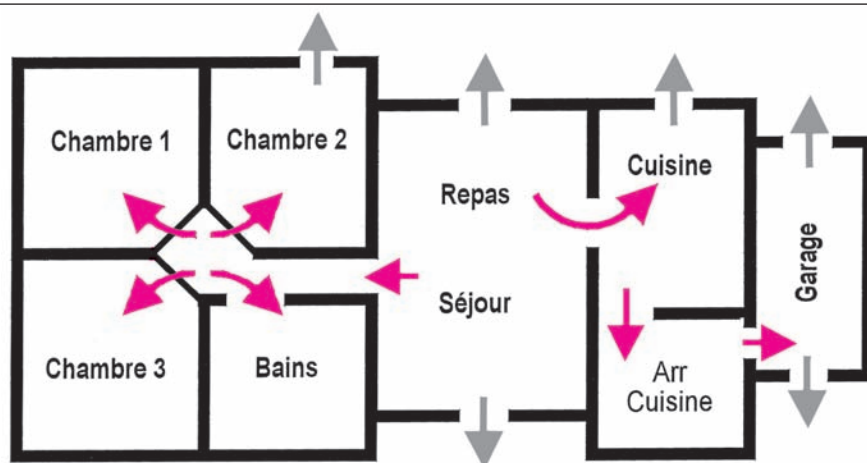 Chambre 1
Chambre 2
Repas
Cuisine
Garage
Séjour
Chambre 3
Bains
Arr
Cuisine